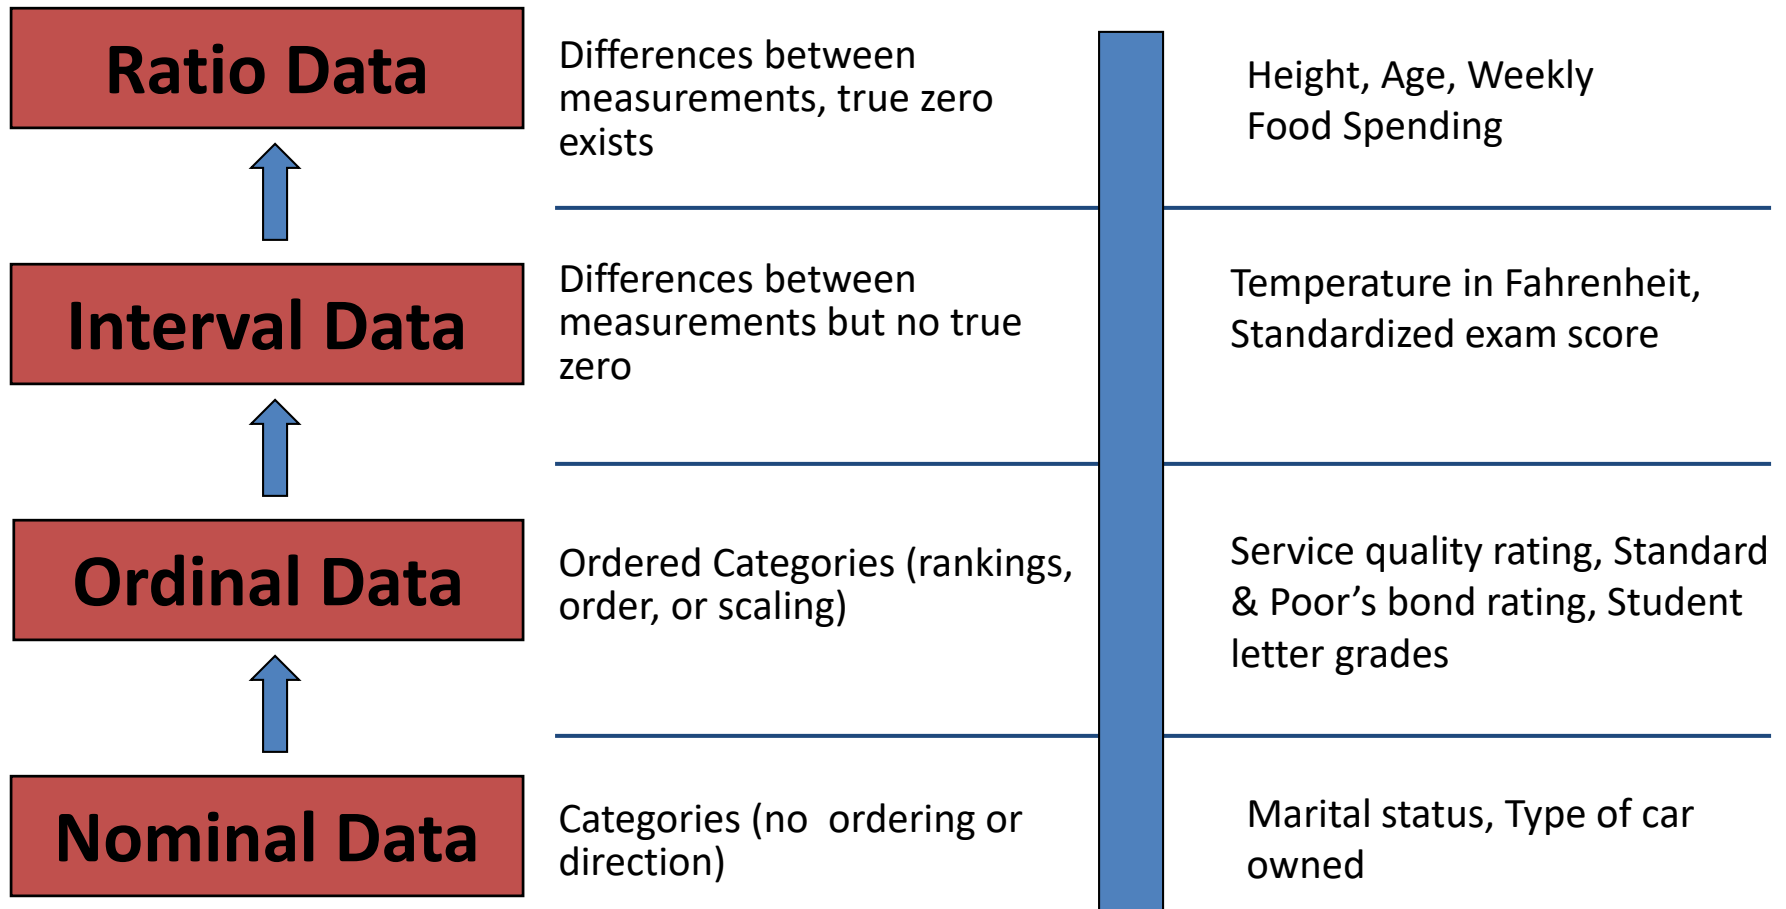 Ratio Data
Differences between
measurements, true zero
exists
Height, Age, Weekly
Food Spending
Interval Data
Differences between
measurements but no true
zero
Temperature in Fahrenheit,
Standardized exam score
Ordinal Data
Ordered Categories (rankings,
order, or scaling)
Service quality rating, Standard
& Poor’s bond rating, Student
letter grades
Nominal Data
Categories (no  ordering or
direction)
Marital status, Type of car
owned